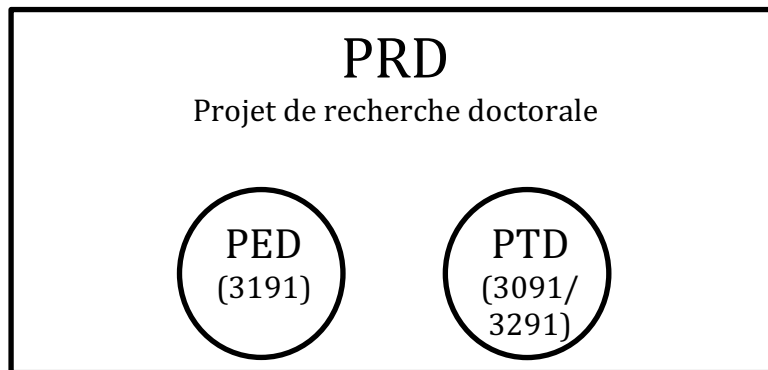 PRD
Projet de recherche doctorale
PED
(3191)
PTD
(3091/
3291)